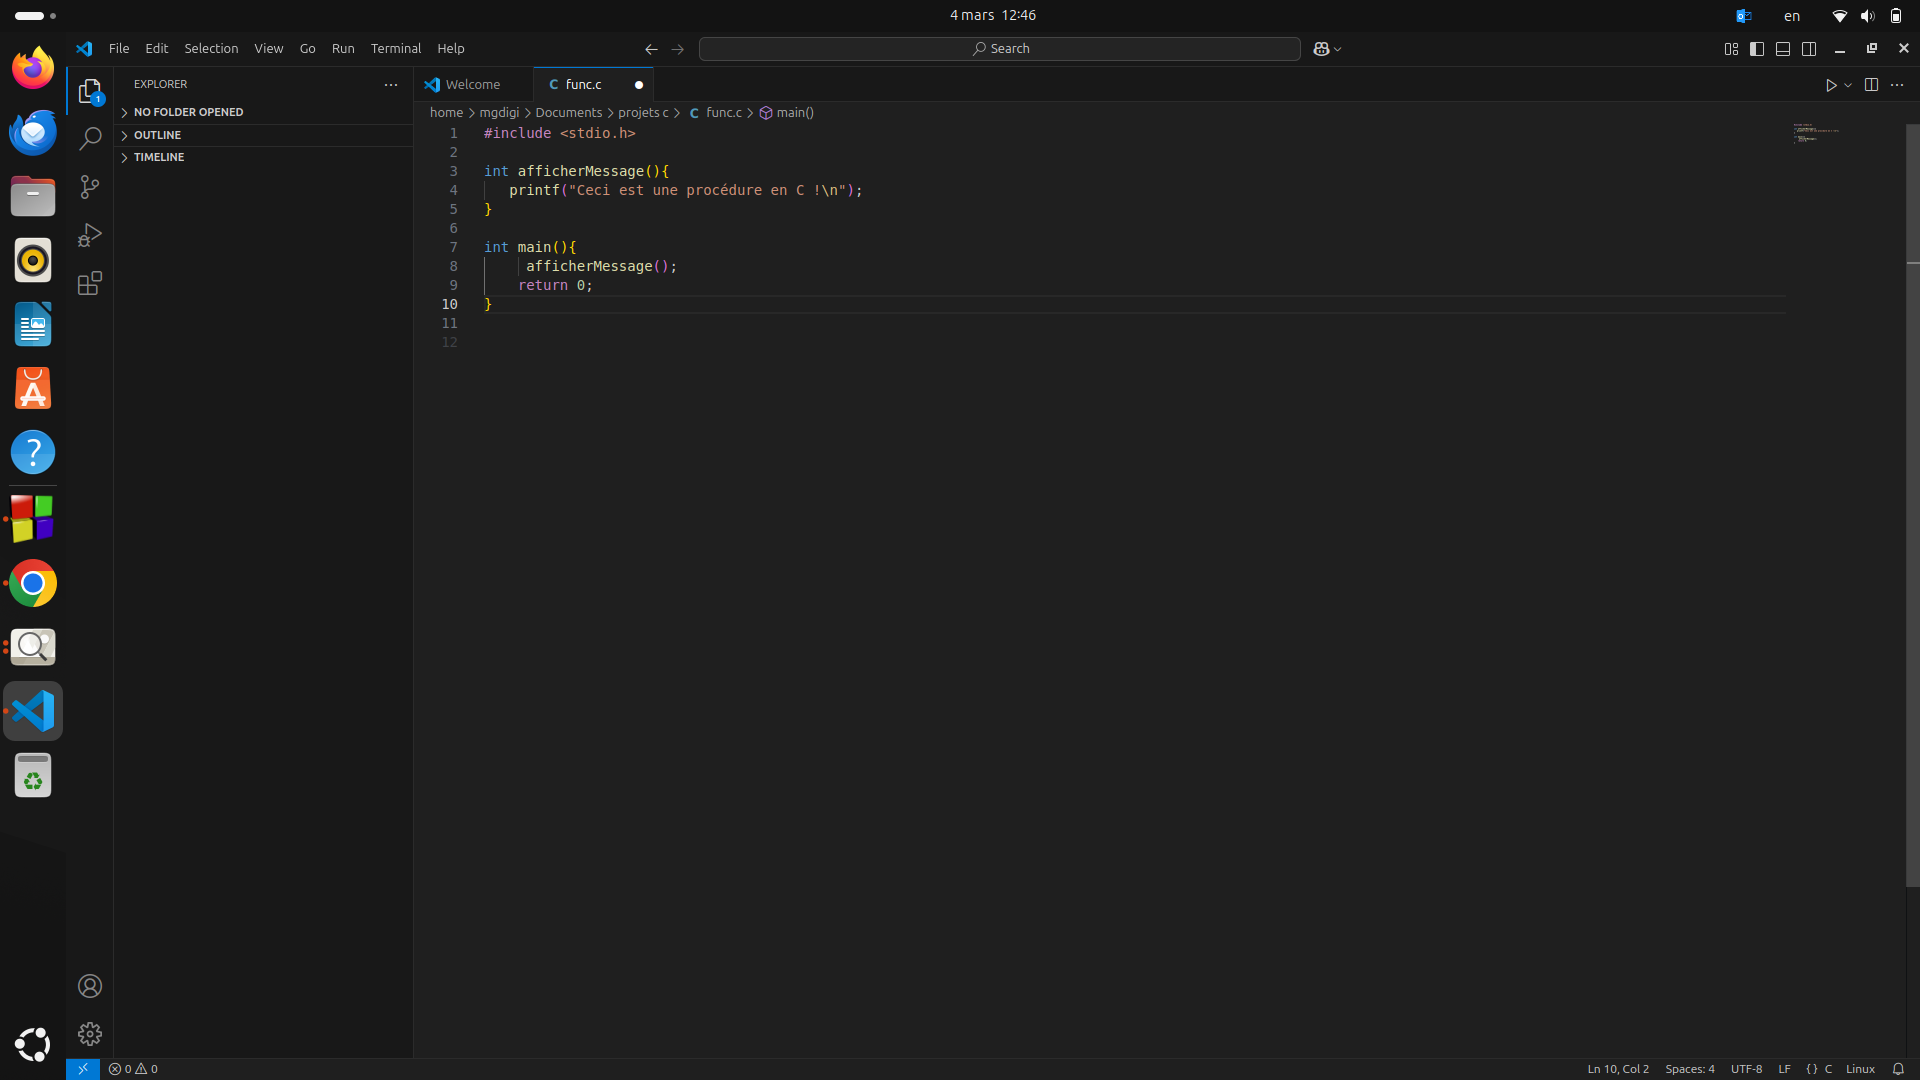 4 mars 12:46
en
File Edit Selection View Go Run Terminal Help
Search
EXPLORER
1
NO FOLDER OPENED
OUTLINE
TIMELINE
Welcome
C func.c
home > mgdigi > Documents > projets c > C func.c > main()
1 #include <stdio.h>
2
3 int afficherMessage(){
4 printf("Ceci est une procédure en C !\n");
5 }
6
7 int main(){
8 afficherMessage();
9 return 0;
10 }
11
12
0 0
Ln 10, Col 2 Spaces: 4 UTF-8 LF {} C Linux